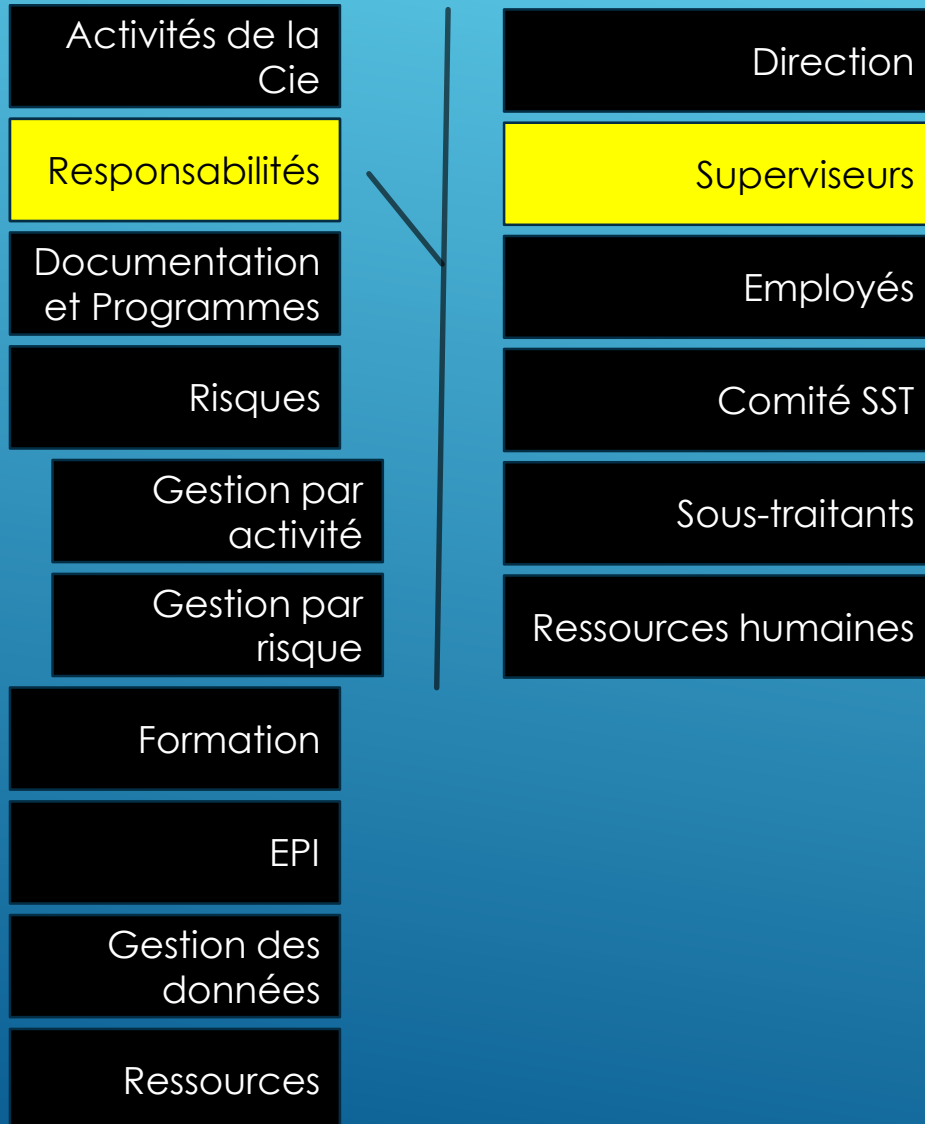 Activités de la
Cie
Responsabilités
Documentation
et Programmes
Risques
Gestion par
activité
Gestion par
risque
Formation
EPI
Gestion des
données
Ressources
Direction
Superviseurs
Employés
Comité SST
Sous-traitants
Ressources humaines